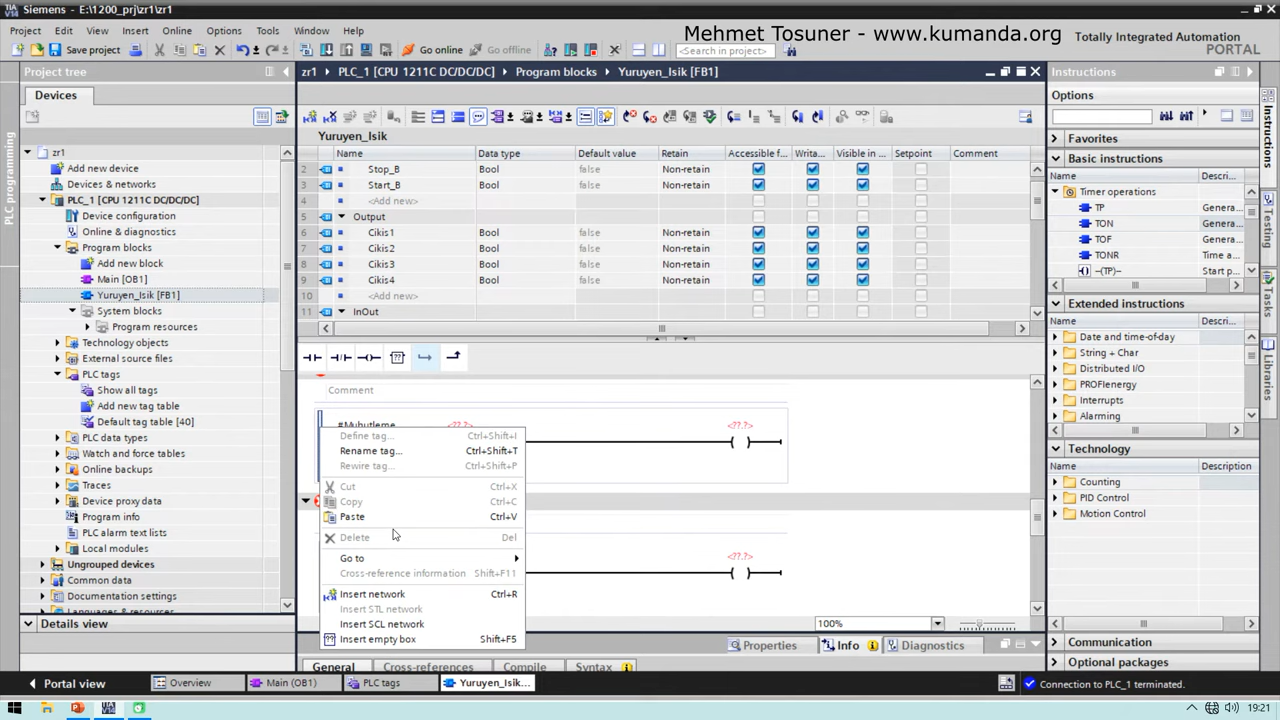 Siemens - E:\1200_prj\zr1\zr1
Project Edit View Insert Online Options Tools Window Help
Mehmet Tosuner - www.kumanda.org
Totally Integrated Automation
PORTAL
Save project Go online Go offline <Search in project>
Project tree
zr1 PLC_1 [CPU 1211C DC/DC/DC] Program blocks Yuruyen_Isik [FB1]
Instructions
Devices
Options
PLC programming
zr1
Add new device
Devices & networks
PLC_1 [CPU 1211C DC/DC/DC]
Device configuration
Online & diagnostics
Program blocks
Add new block
Main [OB1]
Yuruyen_Isik [FB1]
System blocks
Program resources
Technology objects
External source files
PLC tags
Show all tags
Add new tag table
Default tag table [40]
PLC data types
Watch and force tables
Online backups
Traces
Device proxy data
Program info
PLC alarm text lists
Local modules
Ungrouped devices
Common data
Documentation settings
Languages & resources
Details view
Yuruyen_Isik
Name Data type Default value Retain Accessible f... Writa... Visible in ... Setpoint Comment
2 Stop_B Bool false Non-retain
3 Start_B Bool false Non-retain
4 <Add new>
5 Output
6 Cikis1 Bool false Non-retain
7 Cikis2 Bool false Non-retain
8 Cikis3 Bool false Non-retain
9 Cikis4 Bool false Non-retain
10 <Add new>
11 InOut
Comment
#Muhutleme <??.?> <??.?>
Define tag... Ctrl+Shift+I
Rename tag... Ctrl+Shift+T
Rewire tag... Ctrl+Shift+P
Cut Ctrl+X
Copy Ctrl+C
Paste Ctrl+V
Delete Del
Go to
Cross-reference information Shift+F11
Insert network Ctrl+R
Insert STL network
Insert SCL network
Insert empty box Shift+F5
<??.?>
100%
Properties Info Diagnostics
General Cross-references Compile Syntax
Favorites
Basic instructions
Name Descri...
Timer operations
TP Genera...
TON Genera...
TOF Genera...
TONR Time a...
–(TP)– Start p...
Extended instructions
Name Descri...
Date and time-of-day
String + Char
Distributed I/O
PROFIenergy
Interrupts
Alarming
Technology
Name Descri...
Counting
PID Control
Motion Control
Communication
Optional packages
Instructions
Testing
Tasks
Libraries
Portal view Overview Main (OB1) PLC tags Yuruyen_Isik...
Connection to PLC_1 terminated.
19:21